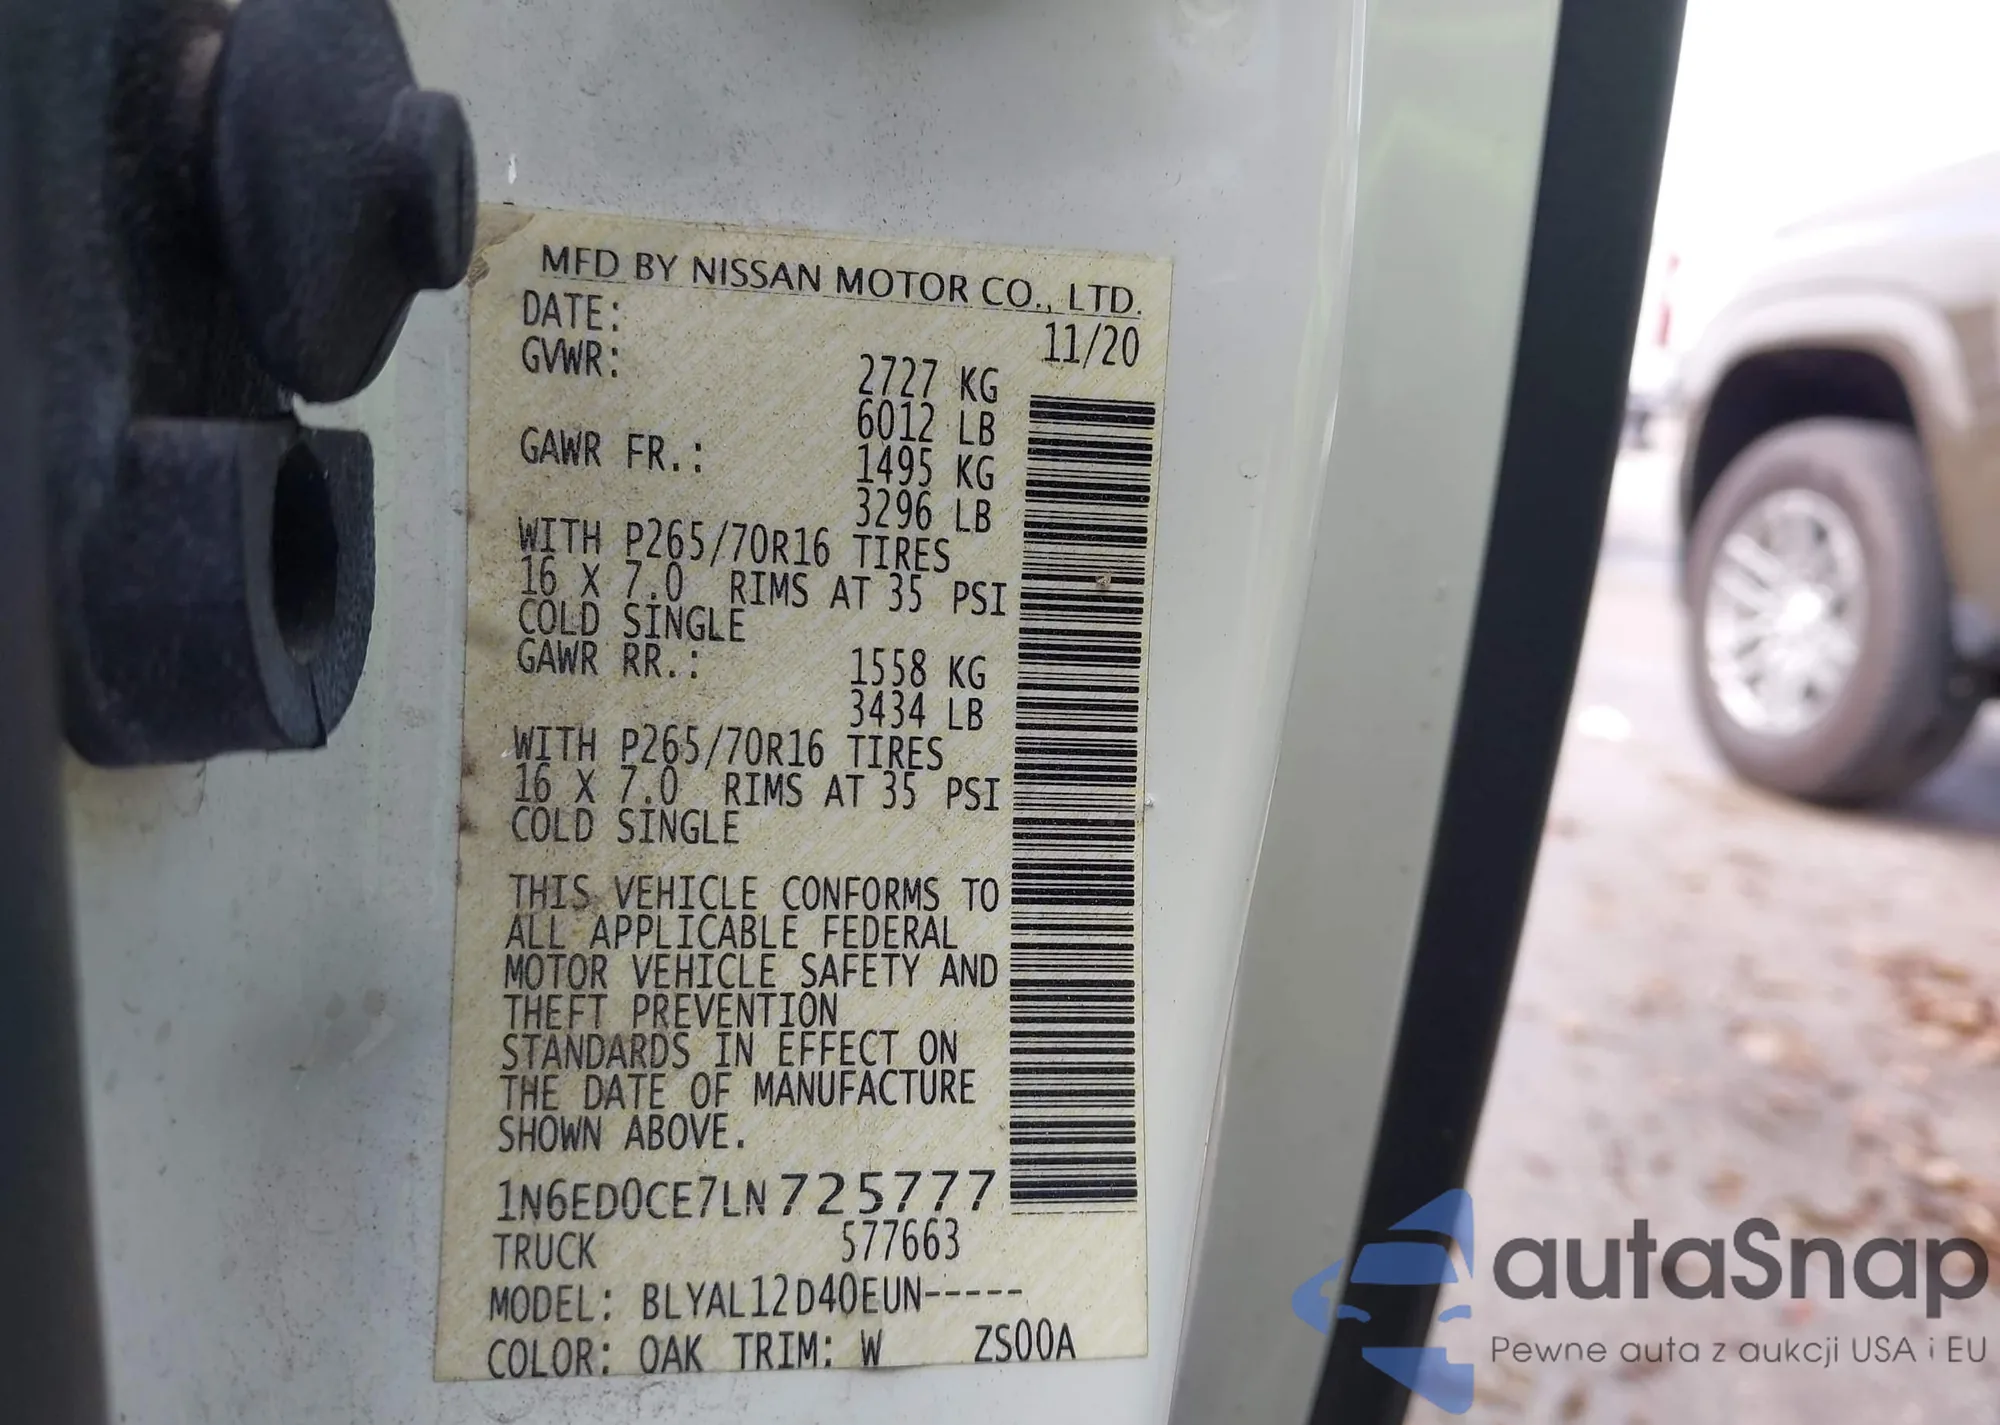 MFD BY NISSAN MOTOR CO., LTD.
DATE: 11/20
GVWR: 2727 KG
6012 LB
GAWR FR.: 1495 KG
3296 LB
WITH P265/70R16 TIRES
16 X 7.0 RIMS AT 35 PSI
COLD SINGLE
GAWR RR.: 1558 KG
3434 LB
WITH P265/70R16 TIRES
16 X 7.0 RIMS AT 35 PSI
COLD SINGLE
THIS VEHICLE CONFORMS TO
ALL APPLICABLE FEDERAL
MOTOR VEHICLE SAFETY AND
THEFT PREVENTION
STANDARDS IN EFFECT ON
THE DATE OF MANUFACTURE
SHOWN ABOVE.
1N6ED0CE7LN725777
TRUCK 577663
MODEL: BLYAL12D40EUN-----
COLOR: QAK TRIM: W ZS00A
autaSnap
Pewne auta z aukcji USA i EU